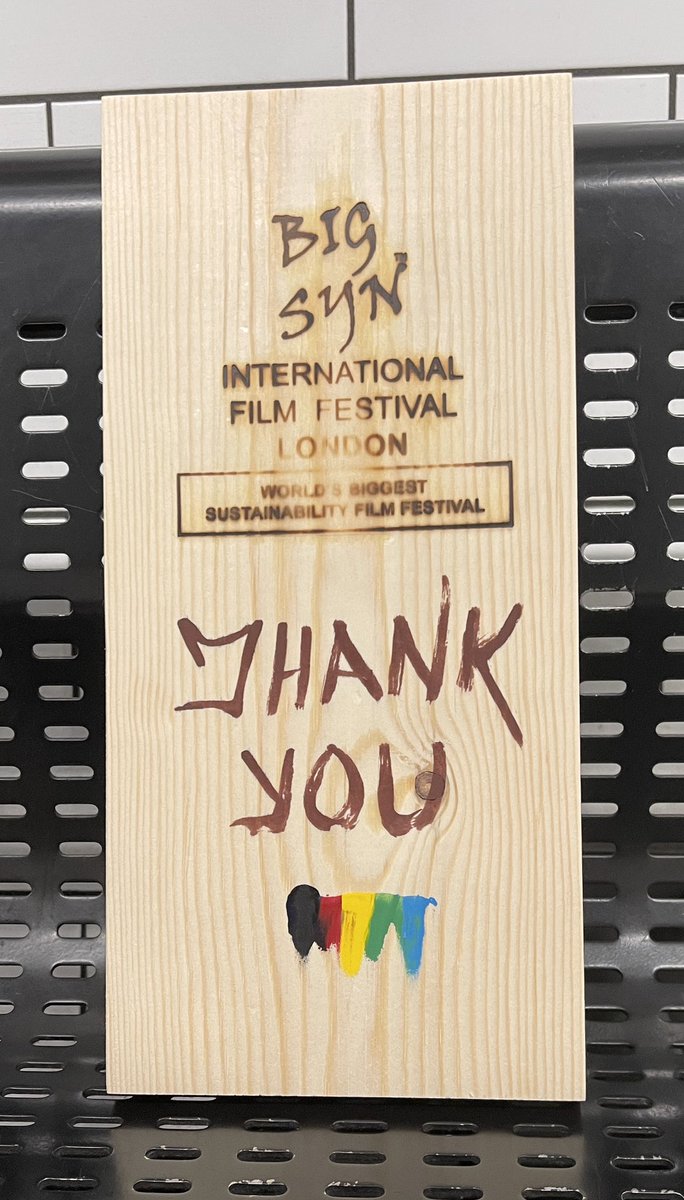 BIG
SYN
INTERNATIONAL
FILM FESTIVAL
LONDON
WORLD'S BIGGEST
SUSTAINABILITY FILM FESTIVAL
THANK
YOU